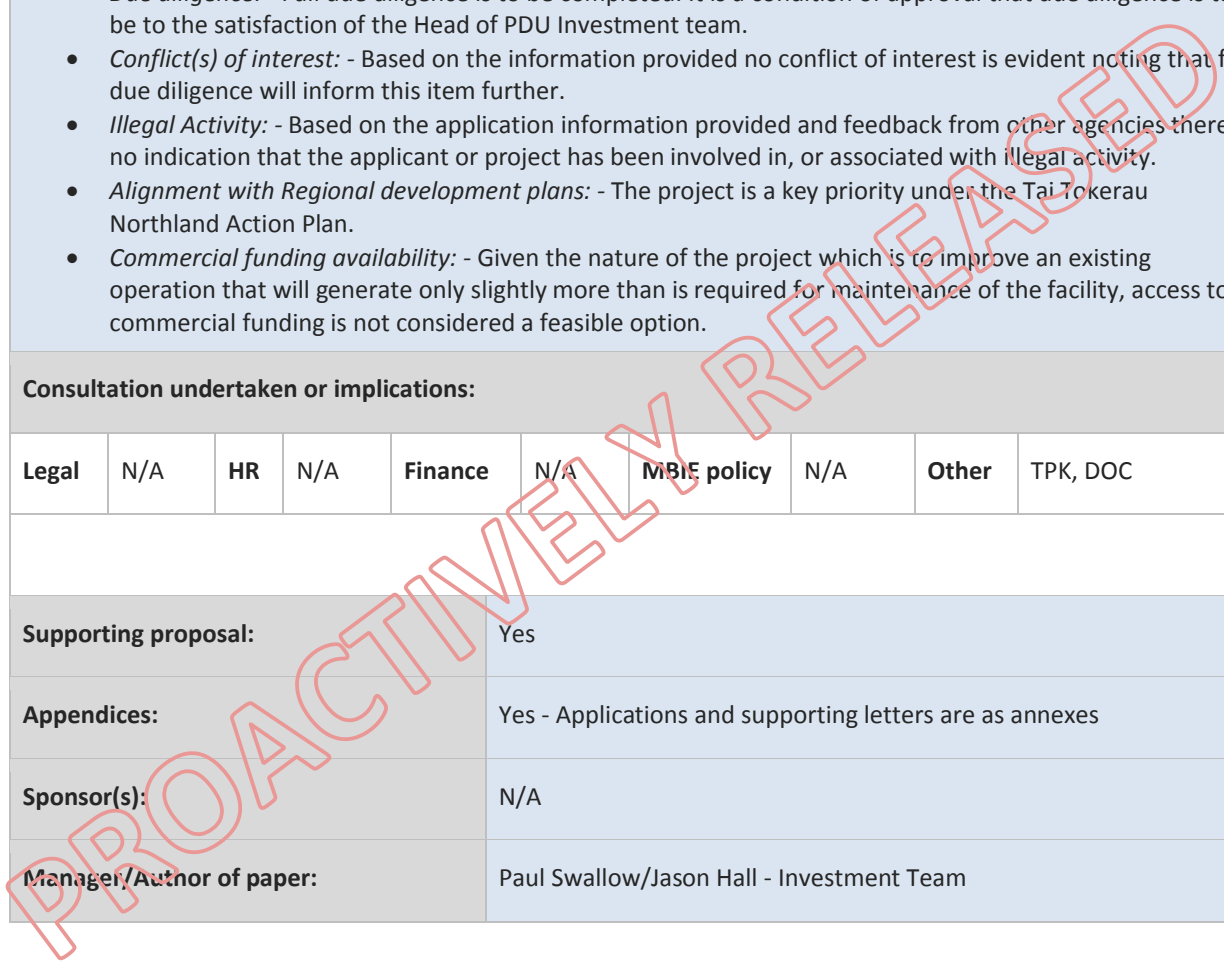 be to the satisfaction of the Head of PDU Investment team.
• Conflict(s) of interest: - Based on the information provided no conflict of interest is evident noting that
due diligence will inform this item further.
• Illegal Activity: - Based on the application information provided and feedback from other agencies there
no indication that the applicant or project has been involved in, or associated with illegal activity.
• Alignment with Regional development plans: - The project is a key priority under the Tai Tokerau
Northland Action Plan.
• Commercial funding availability: - Given the nature of the project which is to improve an existing
operation that will generate only slightly more than is required for maintenance of the facility, access to
commercial funding is not considered a feasible option.
Consultation undertaken or implications:
Legal N/A HR N/A Finance N/A MBIE policy N/A Other TPK, DOC
Supporting proposal: Yes
Appendices: Yes - Applications and supporting letters are as annexes
Sponsor(s): N/A
Manager/Author of paper: Paul Swallow/Jason Hall - Investment Team
PROACTIVELY RELEASED